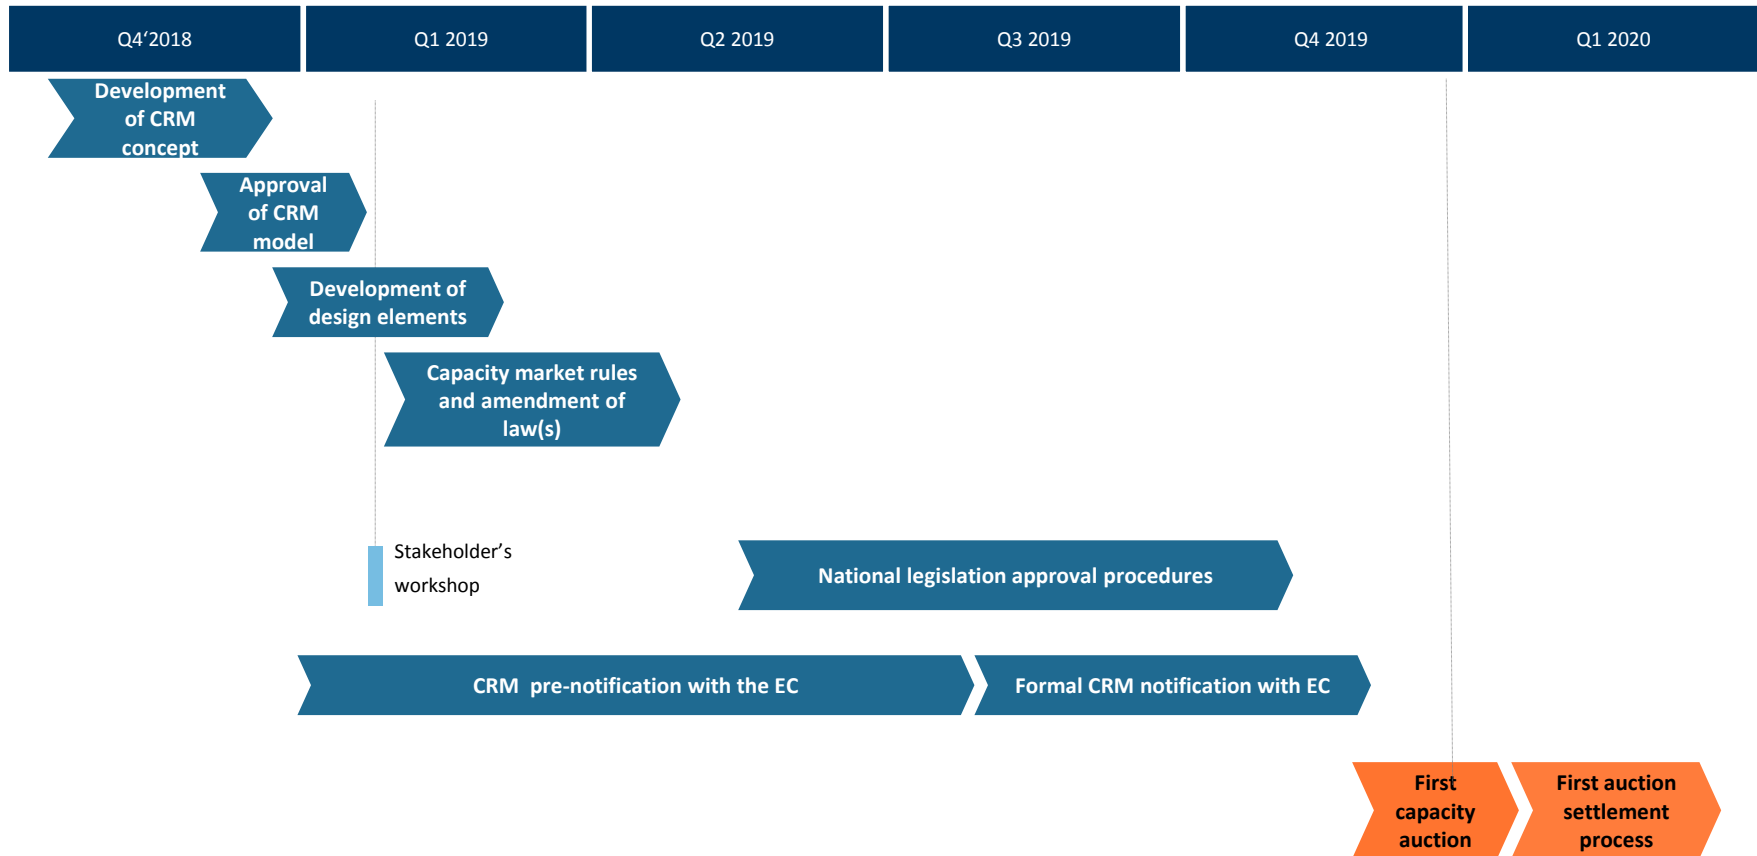 Q4‘2018
Q1 2019
Q2 2019
Q3 2019
Q4 2019
Q1 2020
Development
of CRM
concept
Approval
of CRM
model
Development of
design elements
Capacity market rules
and amendment of
law(s)
Stakeholder’s
workshop
National legislation approval procedures
CRM pre-notification with the EC
Formal CRM notification with EC
First
capacity
auction
First auction
settlement
process